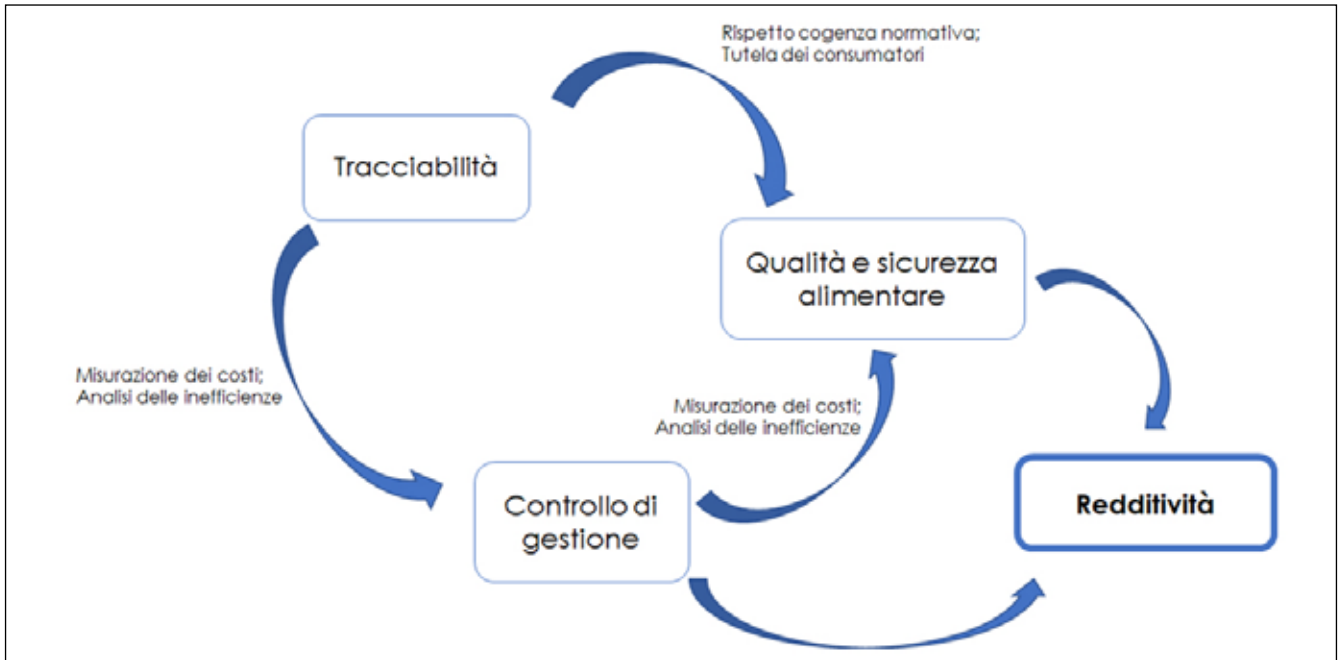 Rispetto cogenza normativa;
Tutela dei consumatori
Tracciabilità
Qualità e sicurezza
alimentare
Misurazione dei costi;
Analisi delle inefficienze
Misurazione dei costi;
Analisi delle inefficienze
Controllo di
gestione
Redditività